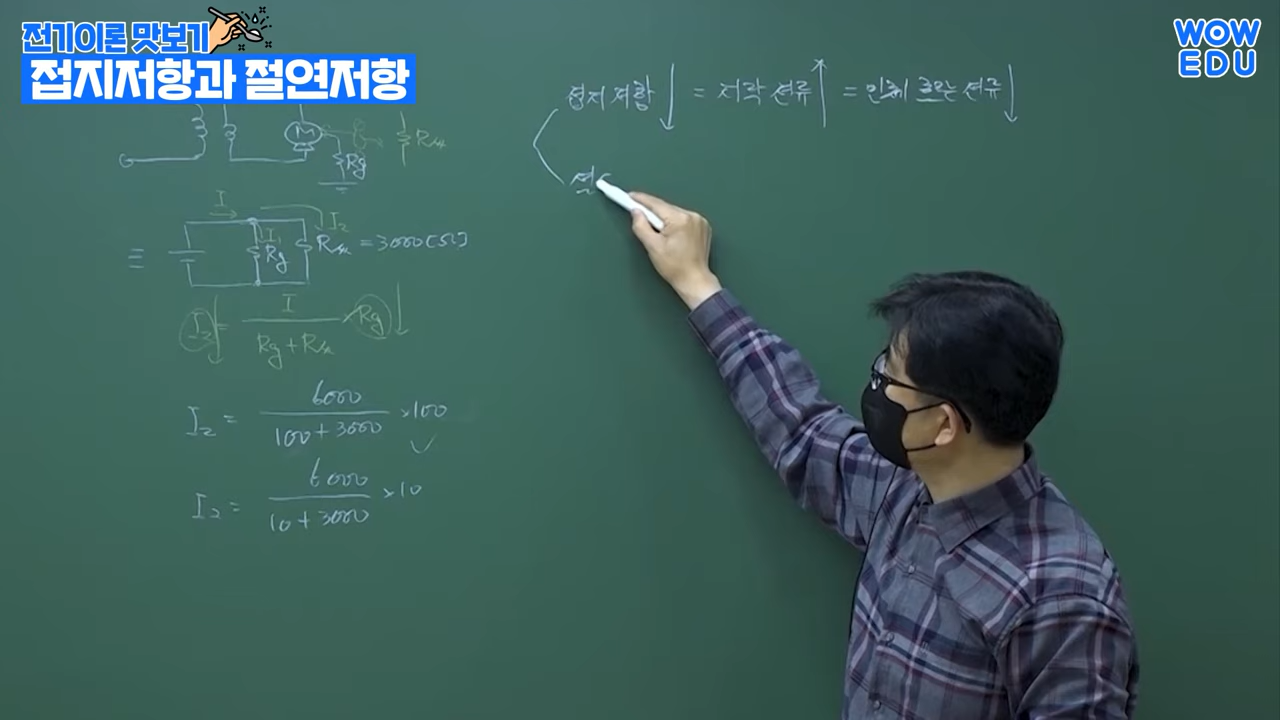 전기이론 맛보기
접지저항과 절연저항
WOW
EDU
접지저항 ↓ = 지락전류 ↑ = 인체 흐르는 전류 ↓
M
Rg
I
I₂
I₁
Rg
= 3000[Ω]
≡
I₂ = I / Rg + R × Rg ↓
I₂ = 6000 / 100 + 3000 × 100
I₂ = 6000 / 10 + 3000 × 10